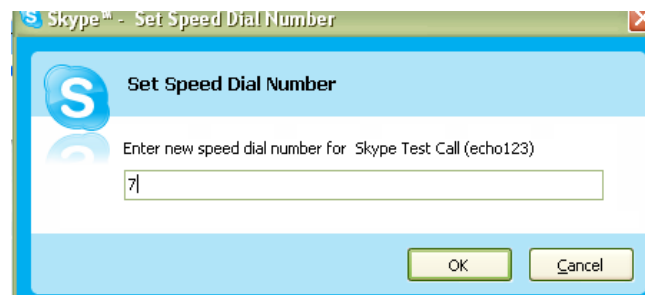 Skype™ - Set Speed Dial Number
Set Speed Dial Number
Enter new speed dial number for Skype Test Call (echo123)
7
OK
Cancel